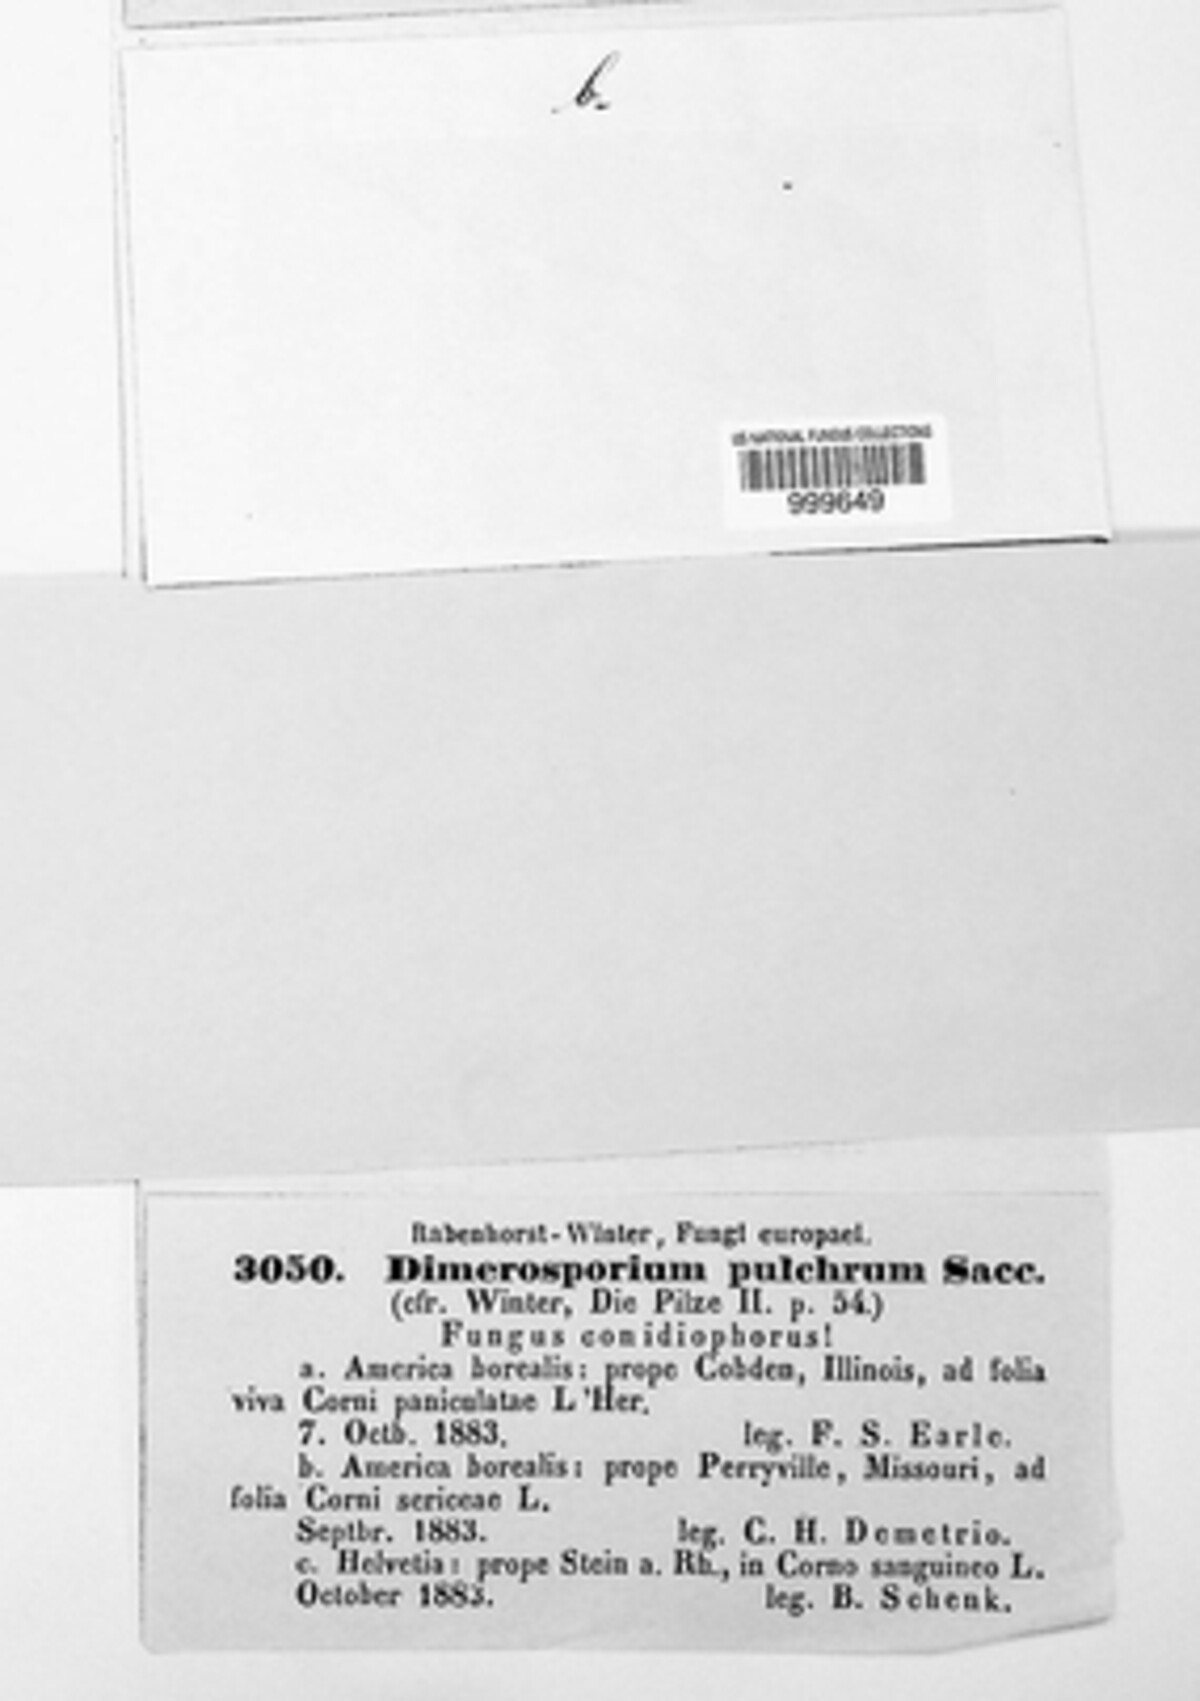 b.
US NATIONAL FUNGUS COLLECTIONS
999649
Rabenhorst-Winter, Fungi europaei.
3050. Dimerosporium pulchrum Sacc.
(cfr. Winter, Die Pilze II. p. 54.)
Fungus conidiophorus!
a. America borealis: prope Cobden, Illinois, ad folia
viva Corni paniculatae L'Her.
7. Octb. 1883. leg. F. S. Earle.
b. America borealis: prope Perryville, Missouri, ad
folia Corni sericeae L.
Septbr. 1883. leg. C. H. Demetrio.
c. Helvetia: prope Stein a. Rh., in Corno sanguineo L.
October 1883. leg. B. Schenk.